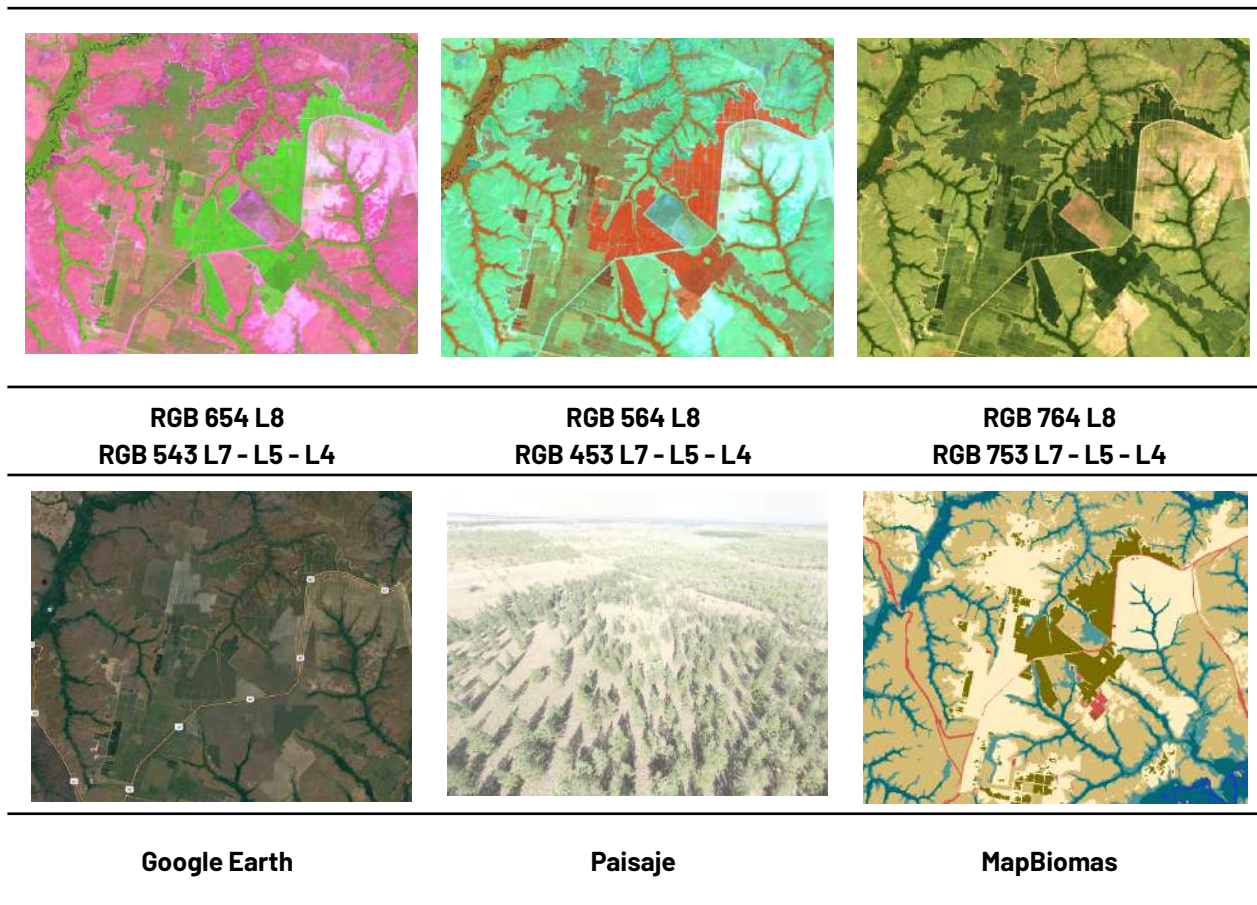 RGB 654 L8
RGB 543 L7 - L5 - L4
RGB 564 L8
RGB 453 L7 - L5 - L4
RGB 764 L8
RGB 753 L7 - L5 - L4
Google Earth
Paisaje
MapBiomas